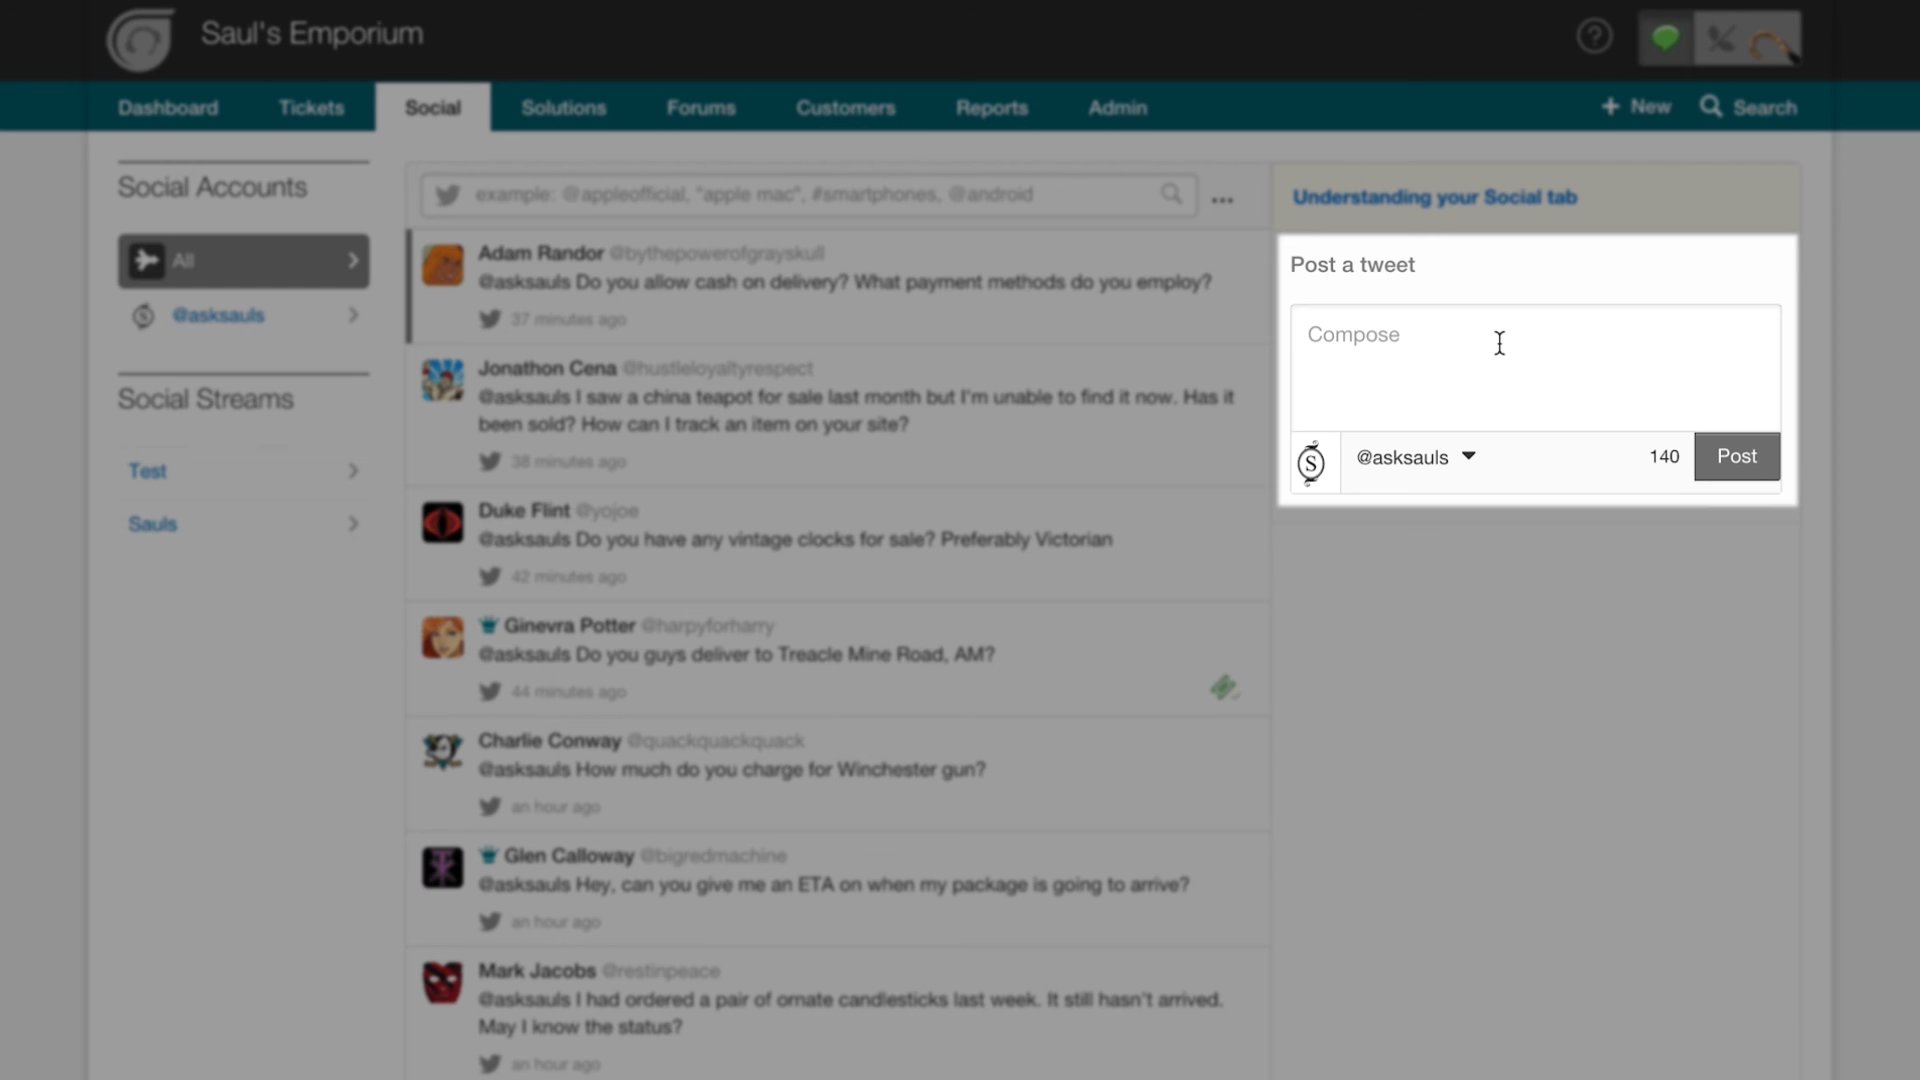 Saul's Emporium
Dashboard Tickets Social Solutions Forums Customers Reports Admin + New Search
Social Accounts
All
@asksauls
Social Streams
Test
Sauls
example: @appleofficial, "apple mac", #smartphones, @android
...
Adam Randor @bythepowerofgrayskull
@asksauls Do you allow cash on delivery? What payment methods do you employ?
37 minutes ago
Jonathon Cena @hustleloyaltyrespect
@asksauls I saw a china teapot for sale last month but I'm unable to find it now. Has it
been sold? How can I track an item on your site?
38 minutes ago
Duke Flint @yojoe
@asksauls Do you have any vintage clocks for sale? Preferably Victorian
42 minutes ago
Ginevra Potter @harpyforharry
@asksauls Do you guys deliver to Treacle Mine Road, AM?
44 minutes ago
Charlie Conway @quackquackquack
@asksauls How much do you charge for Winchester gun?
an hour ago
Glen Calloway @bigredmachine
@asksauls Hey, can you give me an ETA on when my package is going to arrive?
an hour ago
Mark Jacobs @restinpeace
@asksauls I had ordered a pair of ornate candlesticks last week. It still hasn't arrived.
May I know the status?
an hour ago
Understanding your Social tab
Post a tweet
Compose
S @asksauls 140 Post